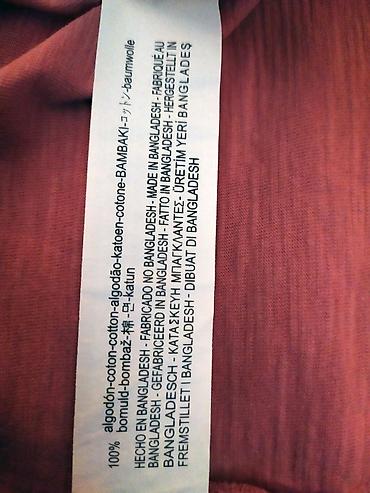 100% algodón-coton-cotton-algodão-katoen-cotone-BAMBAKI-コットン-baumwolle
bomuld-bombaž-棉-면-katun
HECHO EN BANGLADESH - FABRICADO NO BANGLADESH - MADE IN BANGLADESH - FABRIQUÉ AU
BANGLADESH - GEFABRICEERD IN BANGLADESH - FATTO IN BANGLADESH - HERGESTELLT IN
BANGLADESCH - ΚΑΤΑΣΚΕΥΗ ΜΠΑΓΚΛΑΝΤΕΣ- ÜRETİM YERİ BANGLADEŞ
FREMSTILLET I BANGLADESH - DIBUAT DI BANGLADESH